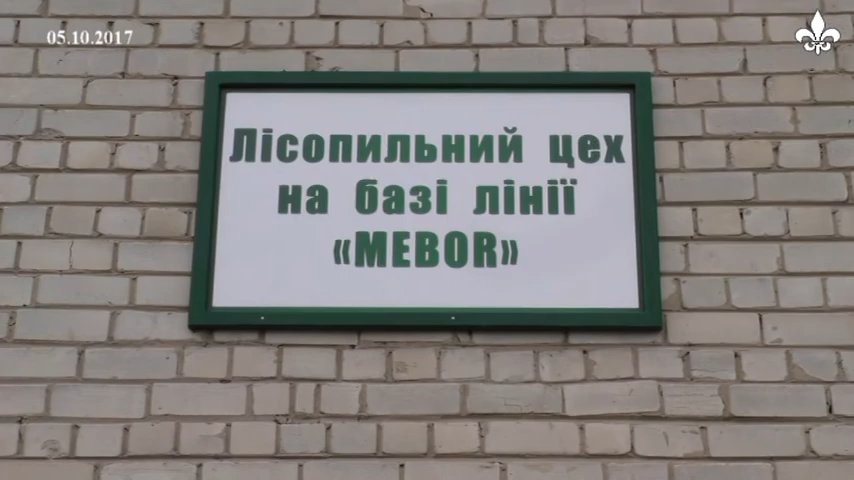 05.10.2017
Лісопильний цех
на базі лінії
«MEBOR»